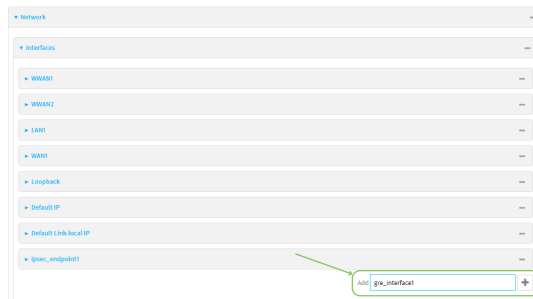 Network
Interfaces
WWAN1
WWAN2
LAN1
WAN1
Loopback
Default IP
Default Link-local IP
ipsec_endpoint1
Add gre_interface1